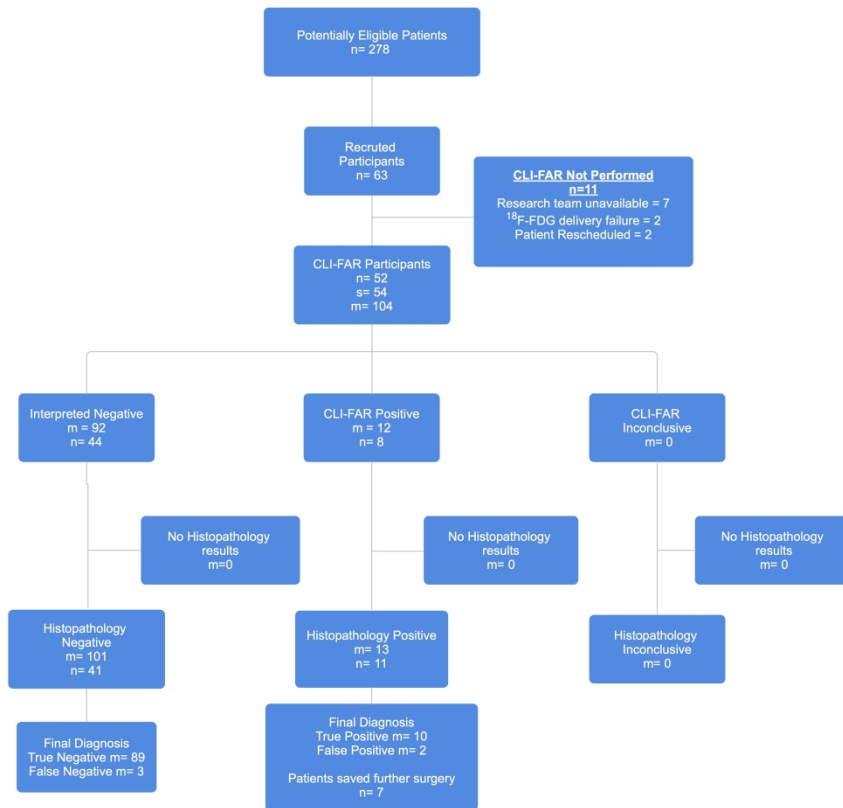 Potentially Eligible Patients
n= 278
Recruted
Participants
n= 63
CLI-FAR Not Performed
n=11
Research team unavailable = 7
18F-FDG delivery failure = 2
Patient Rescheduled = 2
CLI-FAR Participants
n= 52
s= 54
m= 104
Interpreted Negative
m = 92
n= 44
CLI-FAR Positive
m = 12
n= 8
CLI-FAR
Inconclusive
m= 0
No Histopathology
results
m=0
No Histopathology
results
m= 0
No Histopathology
results
m= 0
Histopathology
Negative
m= 101
n= 41
Histopathology Positive
m= 13
n= 11
Histopathology
Inconclusive
m= 0
Final Diagnosis
True Negative m= 89
False Negative m= 3
Final Diagnosis
True Positive m= 10
False Positive m= 2
Patients saved further surgery
n= 7